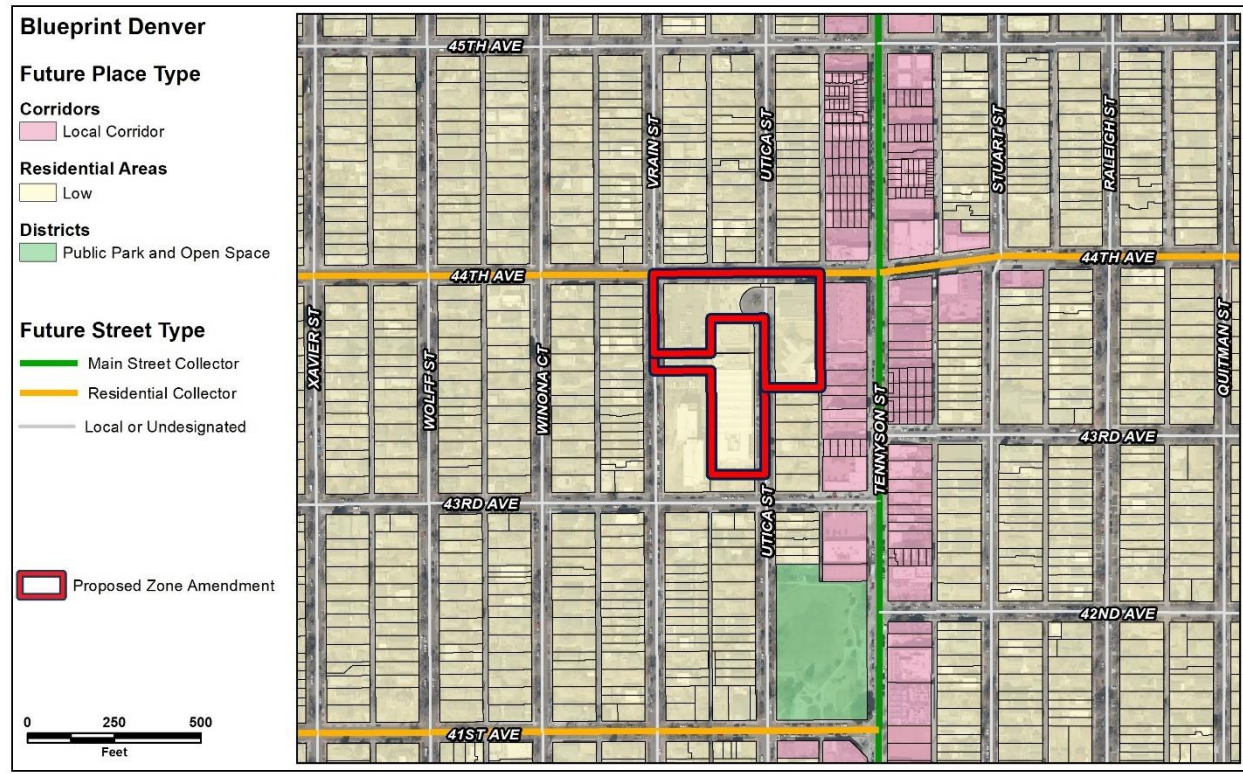 Blueprint Denver
Future Place Type
Corridors
Local Corridor
Residential Areas
Low
Districts
Public Park and Open Space
Future Street Type
Main Street Collector
Residential Collector
Local or Undesignated
Proposed Zone Amendment
0 250 500
Feet
45TH AVE
VRAIN ST
UTICA ST
STUART ST
RALEIGH ST
44TH AVE
44TH AVE
XAVIER ST
WOLFF ST
WINONA CT
TENNYSON ST
QUITMAN ST
43RD AVE
43RD AVE
UTICA ST
42ND AVE
41ST AVE